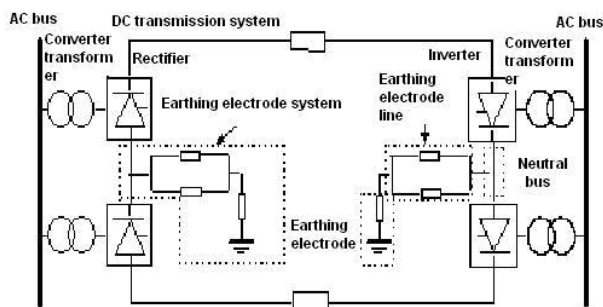 AC bus
DC transmission system
AC bus
Converter
transform
er
Rectifier
Inverter
Converter
transform
er
Earthing electrode system
Earthing
electrode
line
Neutral
bus
Earthing
electrode